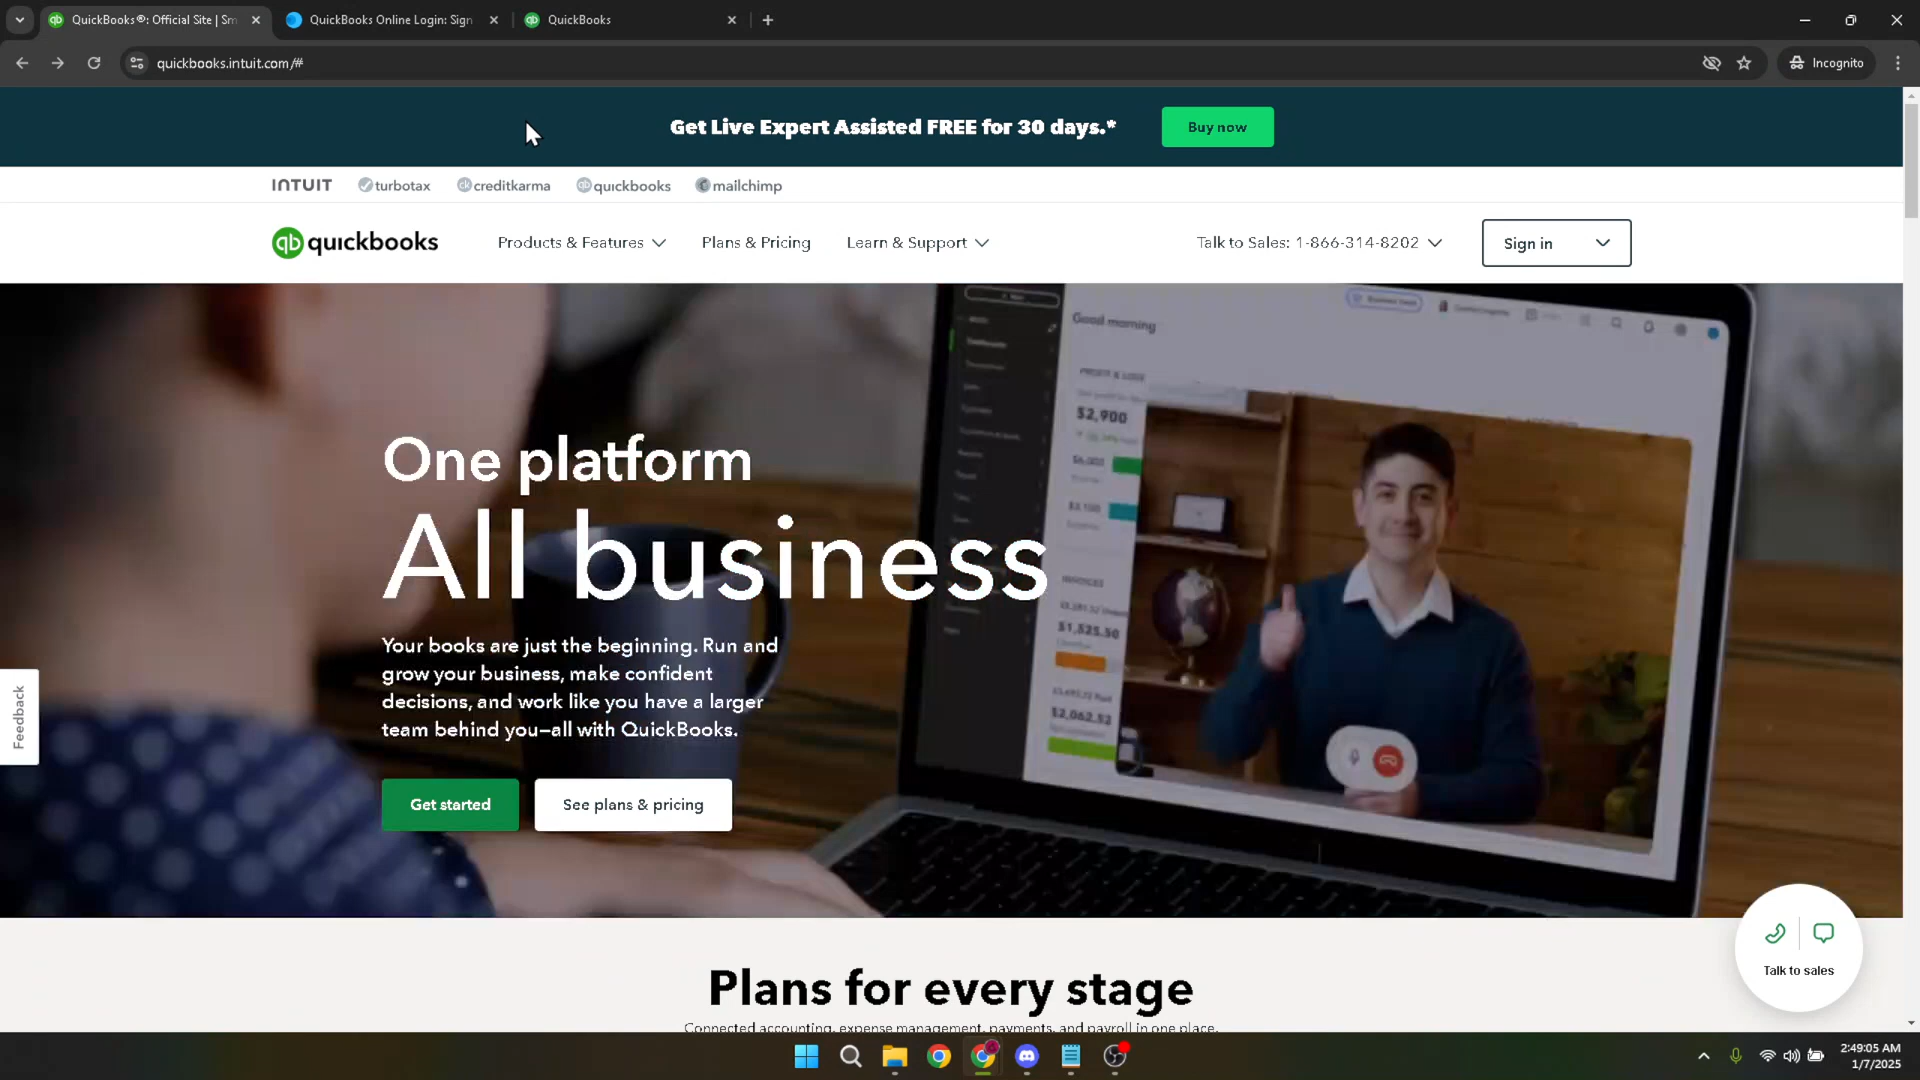 QuickBooks®: Official Site | Sm
QuickBooks Online Login: Sign
QuickBooks
quickbooks.intuit.com/#
Incognito
Get Live Expert Assisted FREE for 30 days.*
Buy now
INTUIT
turbotax
ck creditkarma
qb quickbooks
mailchimp
qb quickbooks
Products & Features
Plans & Pricing
Learn & Support
Talk to Sales: 1-866-314-8202
Sign in
Good morning
PROFIT & LOSS
$2,900
INVOICES
$1,525.50
$2,062.52
One platform
All business
Your books are just the beginning. Run and
grow your business, make confident
decisions, and work like you have a larger
team behind you—all with QuickBooks.
Get started
See plans & pricing
Feedback
Talk to sales
Plans for every stage
Connected accounting, expense management, payments, and payroll in one place.
2:49:05 AM
1/7/2025